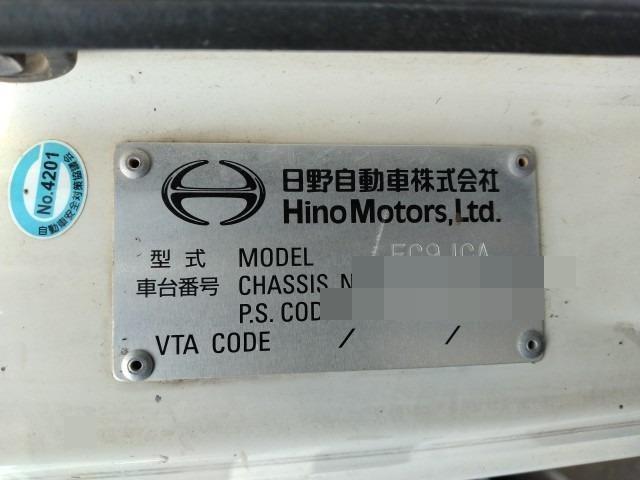 No.4201
自動車安全対策協議会
日野自動車株式会社
Hino Motors, Ltd.
型式 MODEL FC9JCA
車台番号 CHASSIS N
P.S. COD
VTA CODE / /